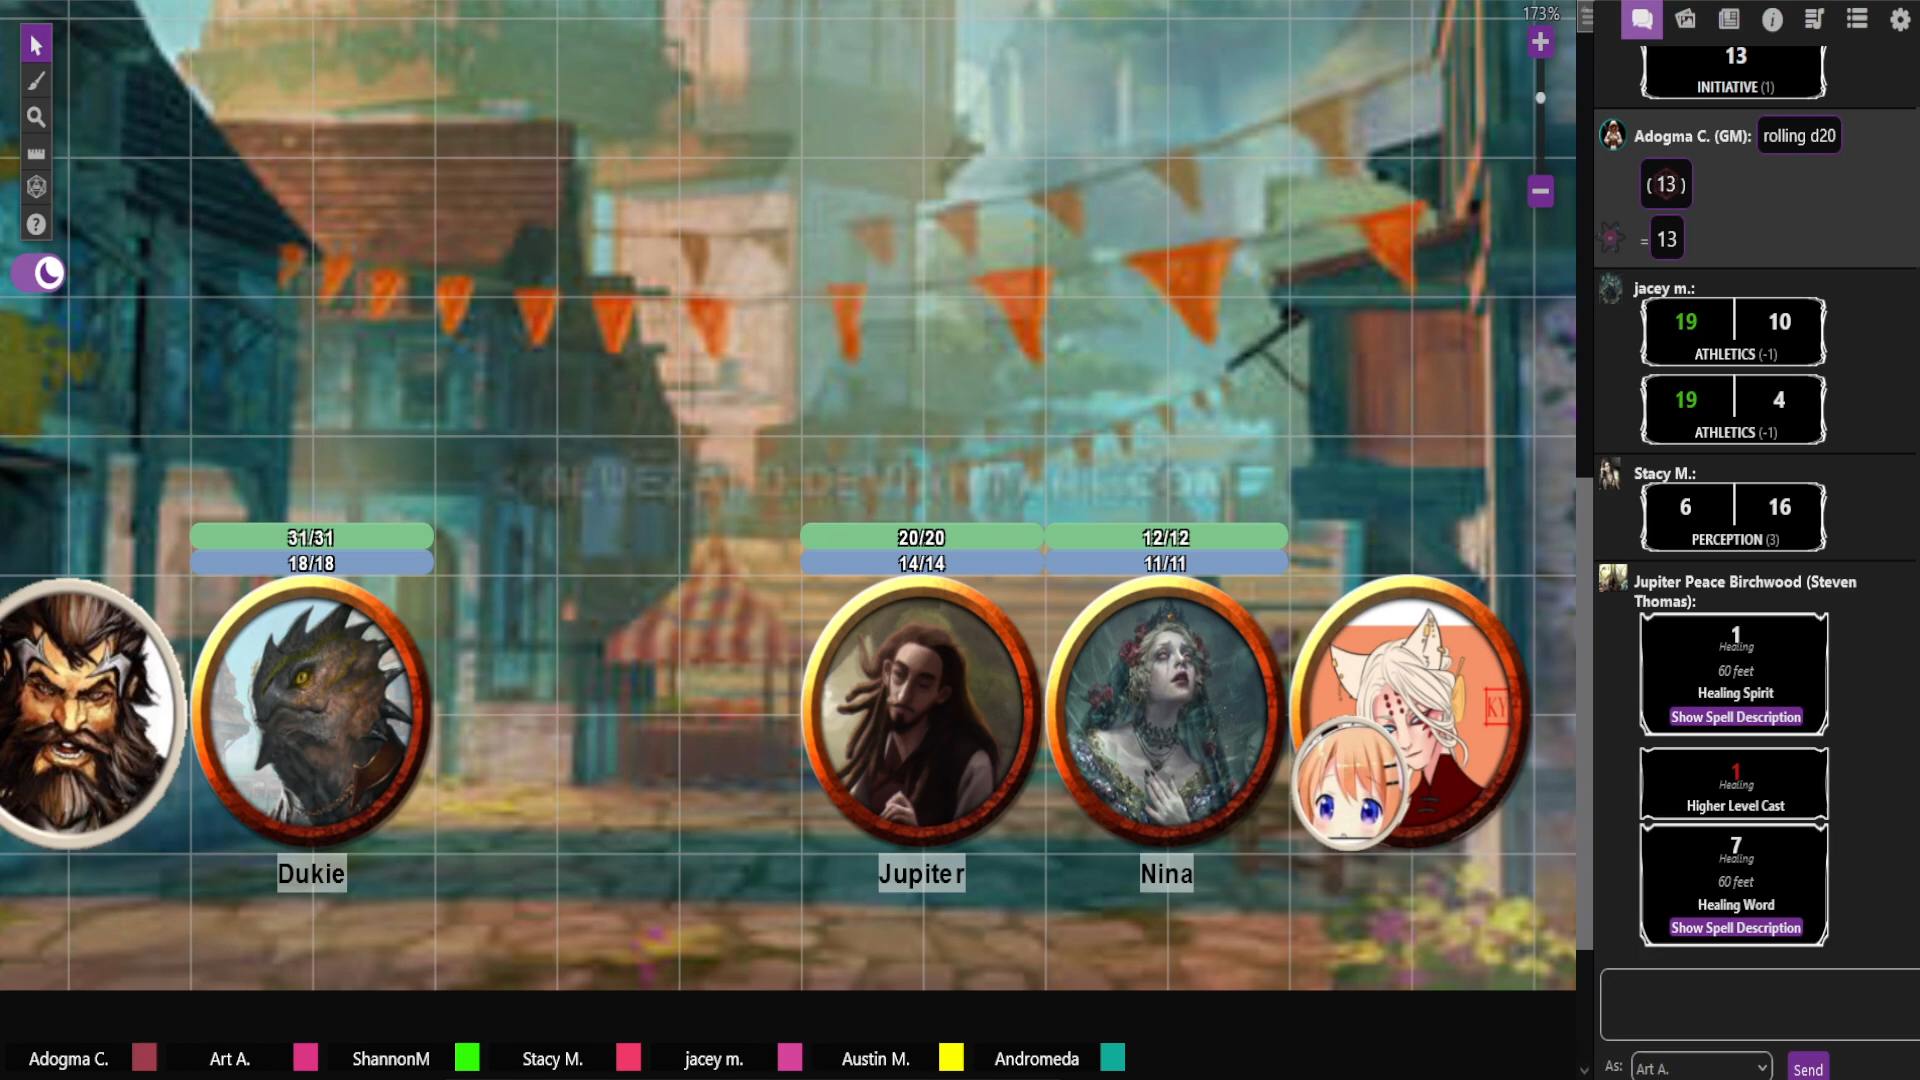 173%
13
INITIATIVE (1)
Adogma C. (GM): rolling d20
(13)
=13
jacey m.:
19 10
ATHLETICS (-1)
19 4
ATHLETICS (-1)
Stacy M.:
6 16
PERCEPTION (3)
Jupiter Peace Birchwood (Steven
Thomas):
1
Healing
60 feet
Healing Spirit
Show Spell Description
1
Healing
Higher Level Cast
7
Healing
60 feet
Healing Word
Show Spell Description
As: Art A. Send
31/31
18/18
20/20
14/14
12/12
11/11
KY
Dukie
Jupiter
Nina
Adogma C. Art A. ShannonM Stacy M. jacey m. Austin M. Andromeda